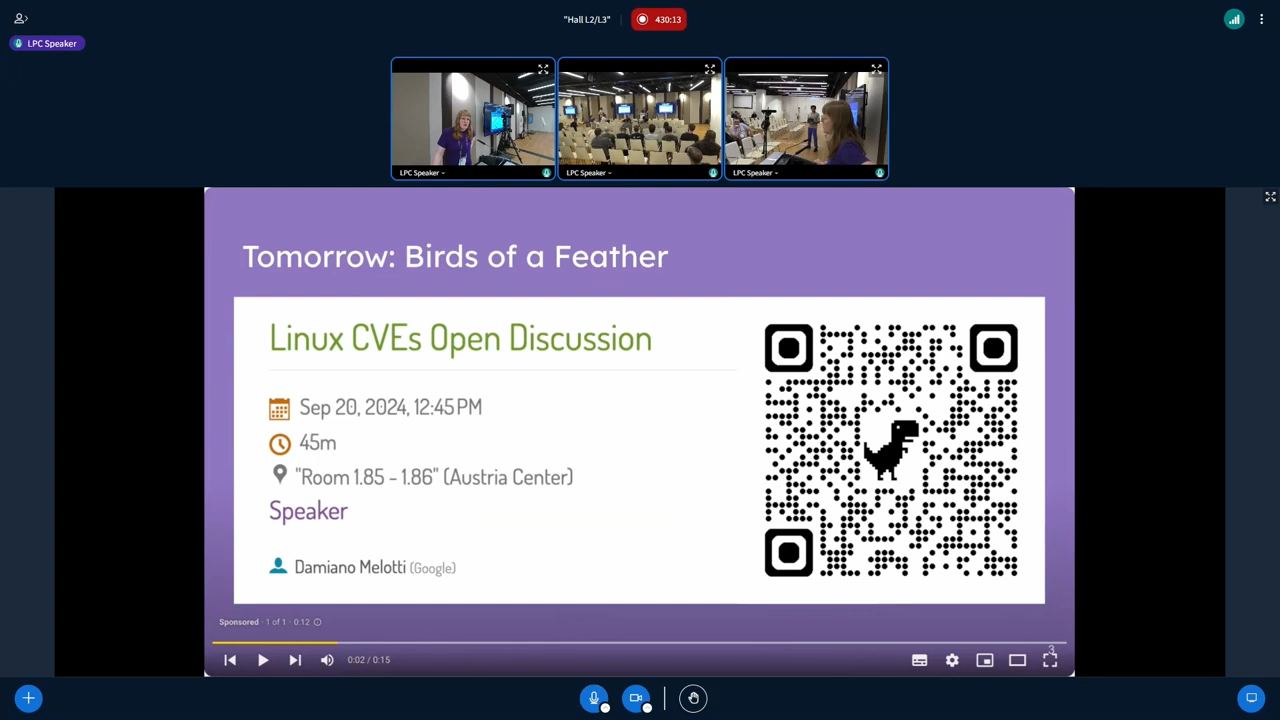 "Hall L2/L3"
430:13
LPC Speaker
LPC Speaker
LPC Speaker
LPC Speaker
Tomorrow: Birds of a Feather
Linux CVEs Open Discussion
Sep 20, 2024, 12:45 PM
45m
"Room 1.85 - 1.86" (Austria Center)
Speaker
Damiano Melotti (Google)
Sponsored · 1 of 1 · 0:12
0:02 / 0:15
3